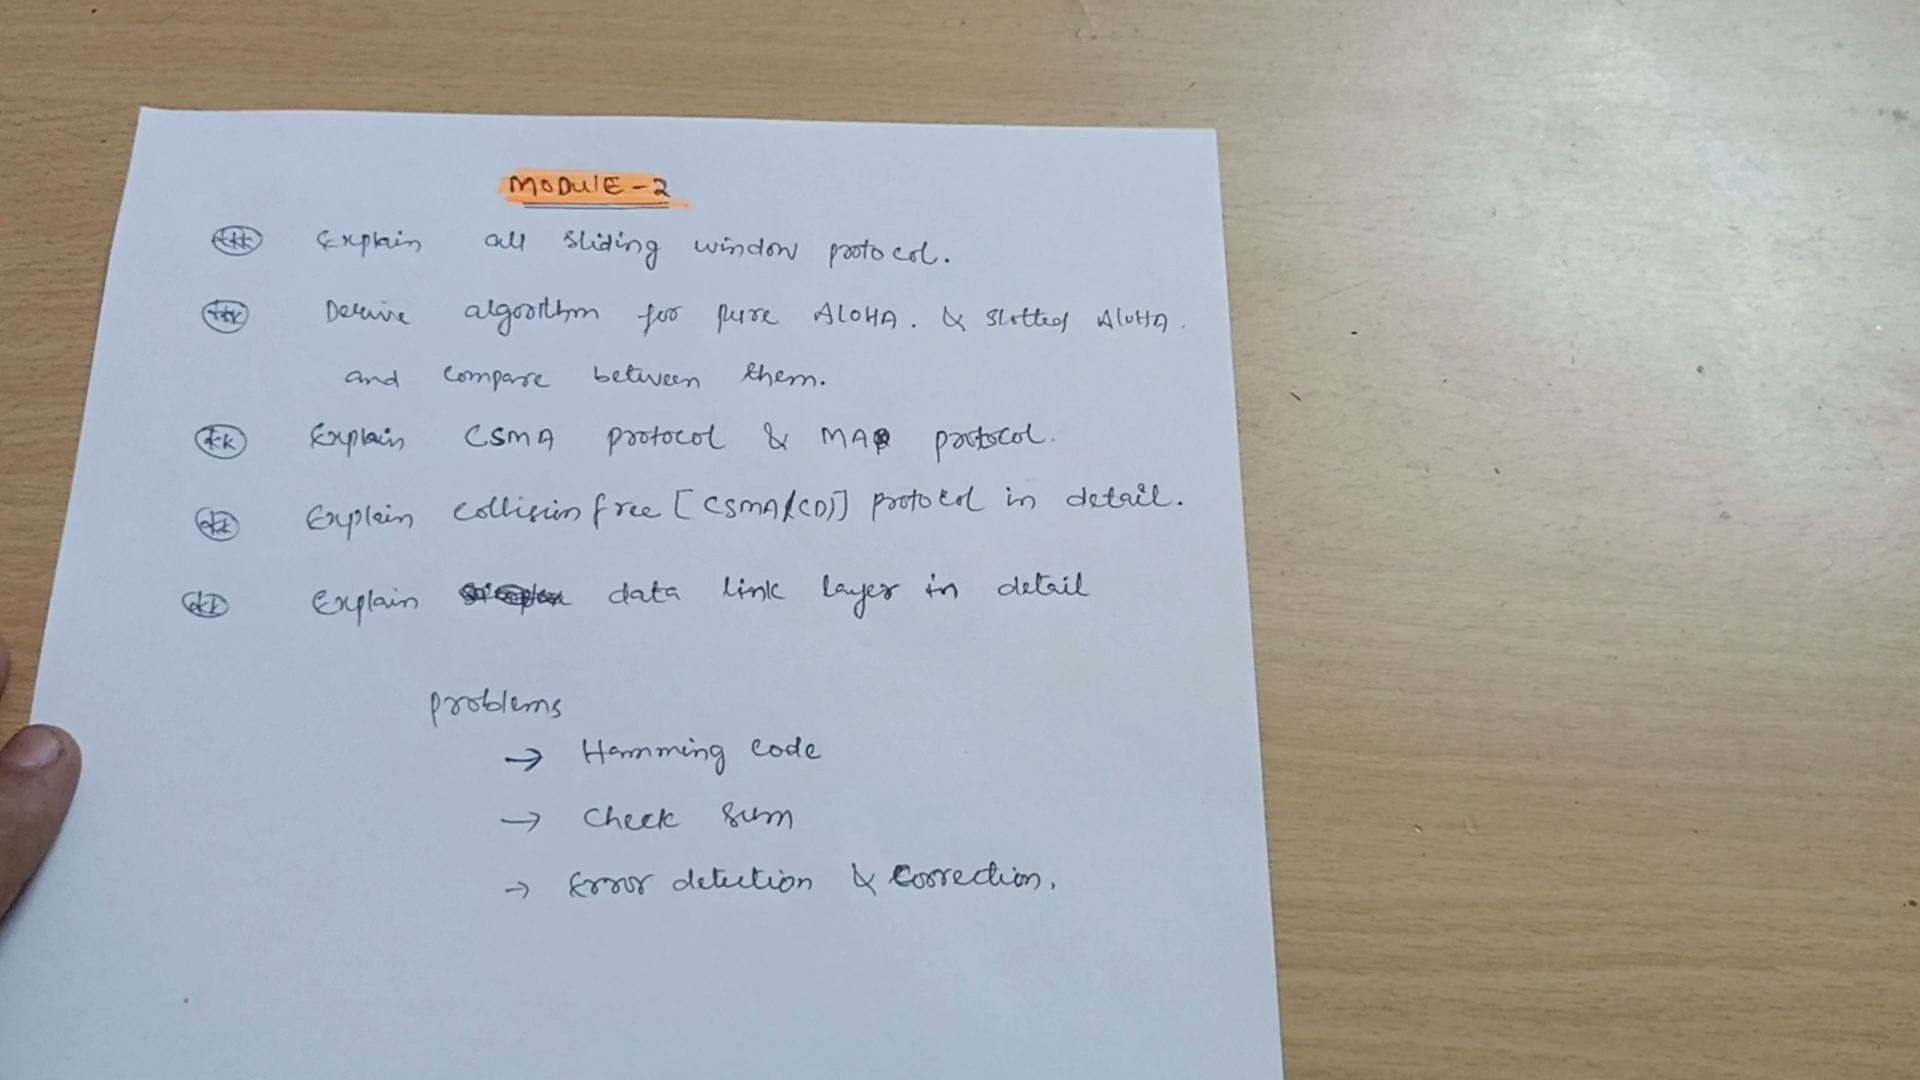 MODULE-2
*** Explain all sliding window protocol.
*** Derive algorithm for pure ALOHA. & Slotted ALOHA.
and compare between them.
** Explain CSMA protocol & protocol.
** Explain collision free [CSMA/CD] protocol in detail.
** Explain data link layer in detail
problems
→ Hamming code
→ Check sum
→ Error detection & correction.